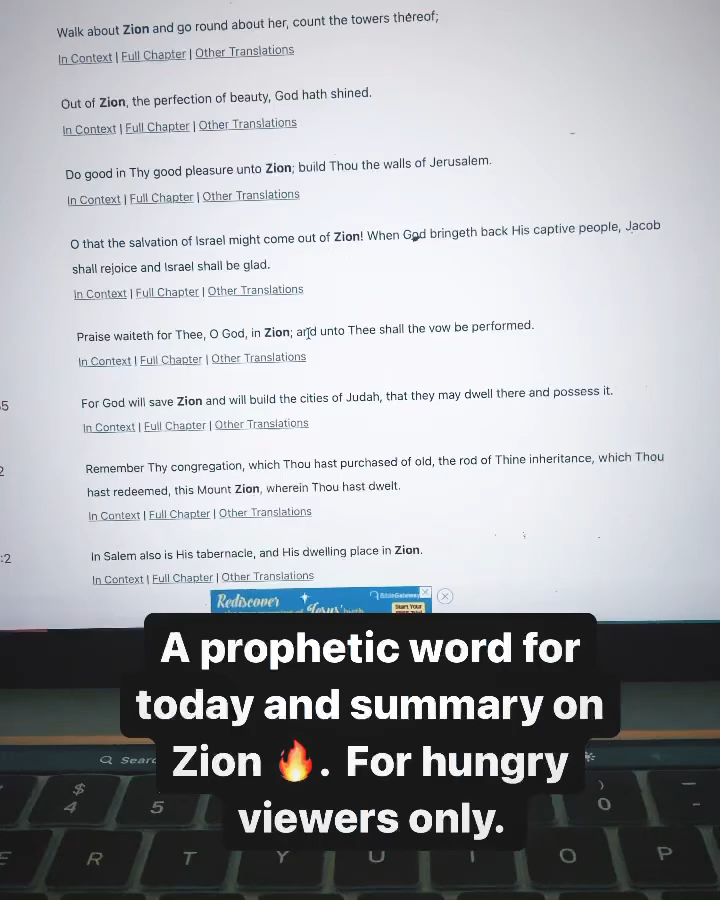 Walk about Zion and go round about her, count the towers thereof;
In Context | Full Chapter | Other Translations
Out of Zion, the perfection of beauty, God hath shined.
In Context | Full Chapter | Other Translations
Do good in Thy good pleasure unto Zion; build Thou the walls of Jerusalem.
In Context | Full Chapter | Other Translations
O that the salvation of Israel might come out of Zion! When God bringeth back His captive people, Jacob
shall rejoice and Israel shall be glad.
In Context | Full Chapter | Other Translations
Praise waiteth for Thee, O God, in Zion; and unto Thee shall the vow be performed.
In Context | Full Chapter | Other Translations
5 For God will save Zion and will build the cities of Judah, that they may dwell there and possess it.
In Context | Full Chapter | Other Translations
2 Remember Thy congregation, which Thou hast purchased of old, the rod of Thine inheritance, which Thou
hast redeemed, this Mount Zion, wherein Thou hast dwelt.
In Context | Full Chapter | Other Translations
:2 In Salem also is His tabernacle, and His dwelling place in Zion.
In Context | Full Chapter | Other Translations
Rediscover BibleGateway
Jesus' birth Start Your
A prophetic word for
today and summary on
Zion 🔥. For hungry
viewers only.
Sear
$ )
4 5 0 -
E R T Y U I O P